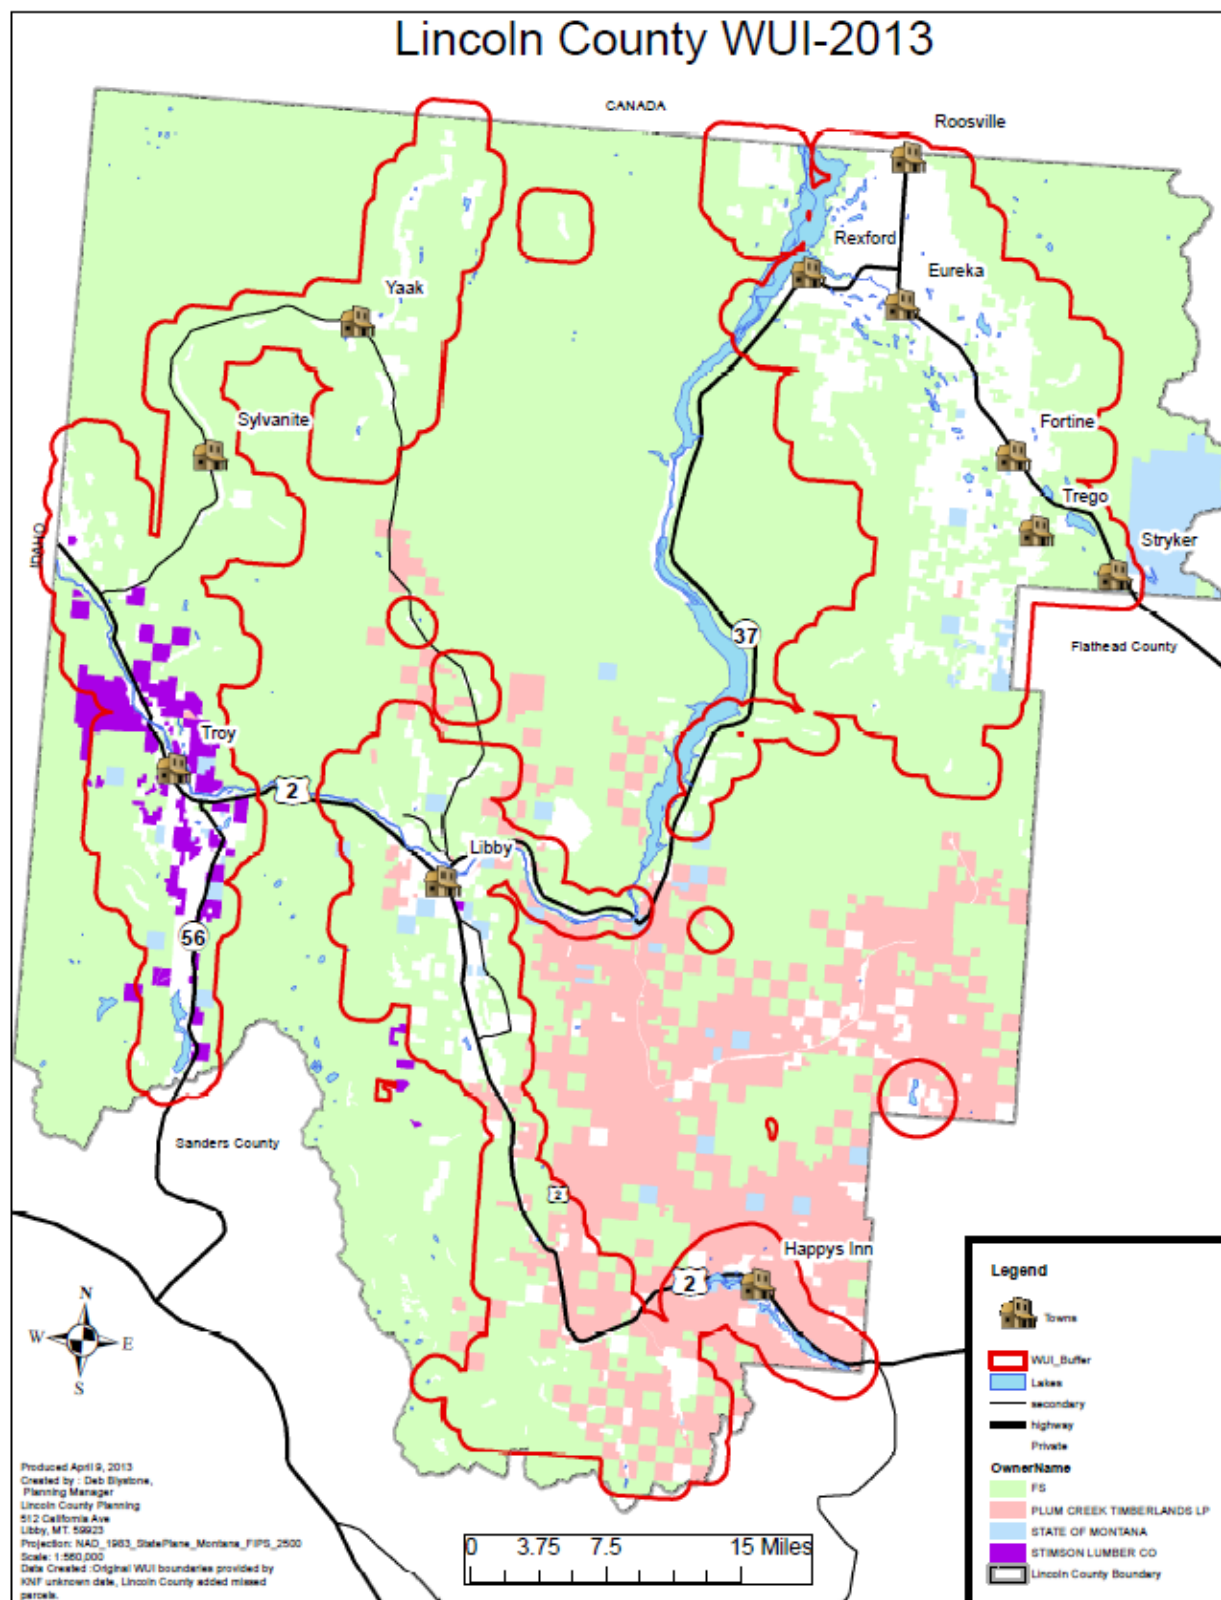 Lincoln County WUI-2013
CANADA
Roosville
Rexford
Eureka
Yaak
Sylvanite
Fortine
Trego
Stryker
IDAHO
37
Flathead County
Troy
2
Libby
56
Sanders County
2
Happys Inn
2
N
W E
S
Legend
Towns
WUI_Buffer
Lakes
secondary
highway
Private
OwnerName
FS
PLUM CREEK TIMBERLANDS LP
STATE OF MONTANA
STIMSON LUMBER CO
Lincoln County Boundary
Produced April 9, 2013
Created by : Deb Blystone,
Planning Manager
Lincoln County Planning
512 California Ave
Libby, MT. 59923
Projection: NAD_1983_StatePlane_Montana_FIPS_2500
Scale: 1:560,000
Data Created :Original WUI boundaries provided by
KNF unknown date, Lincoln County added missed
parcels.
0 3.75 7.5 15 Miles